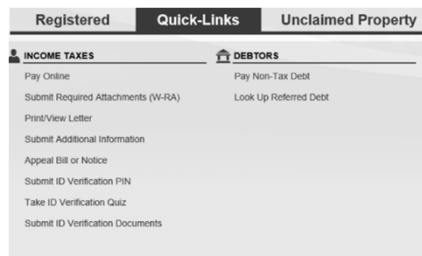 Registered Quick-Links Unclaimed Property
INCOME TAXES
Pay Online
Submit Required Attachments (W-RA)
Print/View Letter
Submit Additional Information
Appeal Bill or Notice
Submit ID Verification PIN
Take ID Verification Quiz
Submit ID Verification Documents
DEBTORS
Pay Non-Tax Debt
Look Up Referred Debt